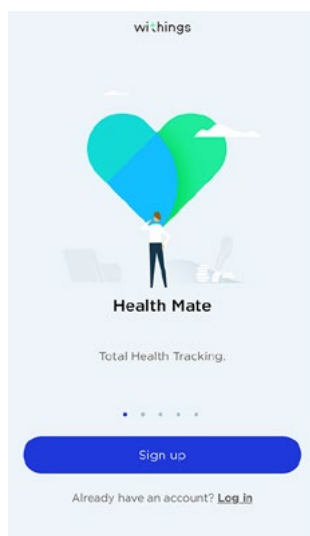 withings
Health Mate
Total Health Tracking.
Sign up
Already have an account? Log in